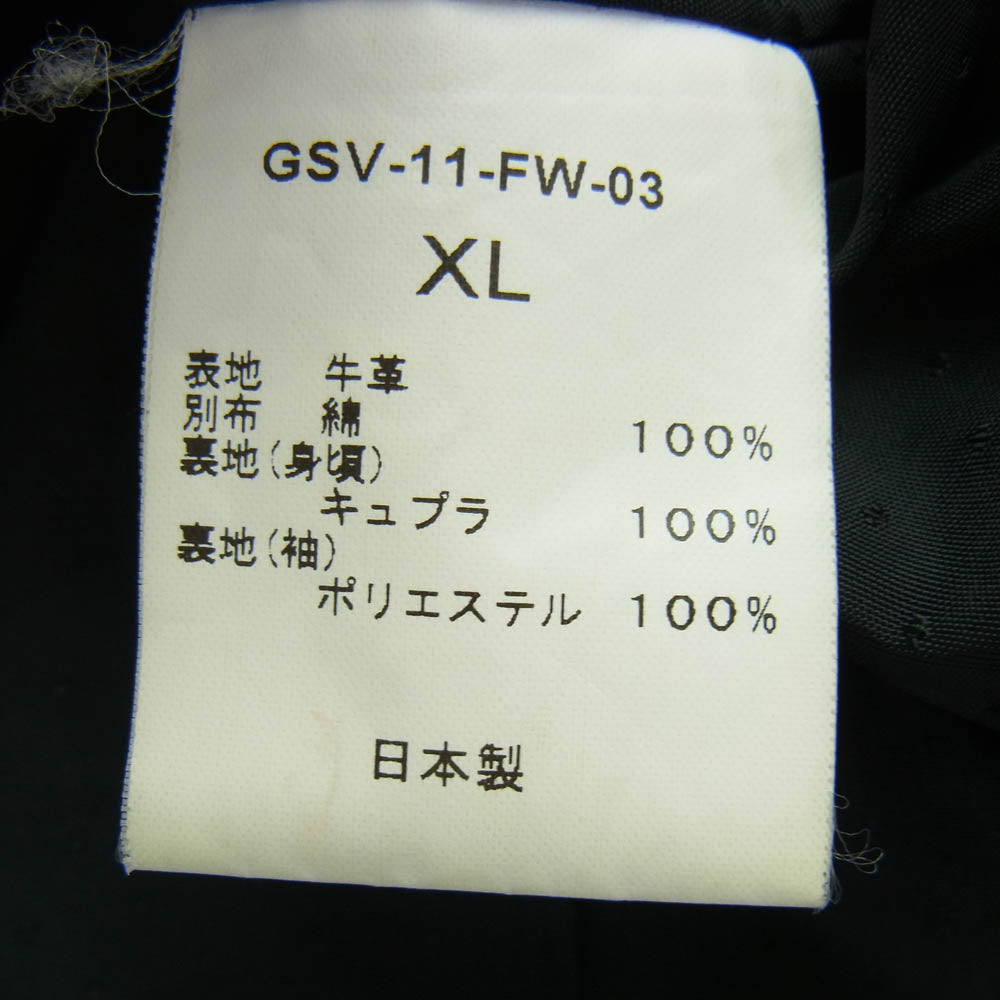 GSV-11-FW-03
XL
表地 牛革
別布 綿 100%
裏地(身頃)
キュプラ 100%
裏地(袖)
ポリエステル 100%
日本製